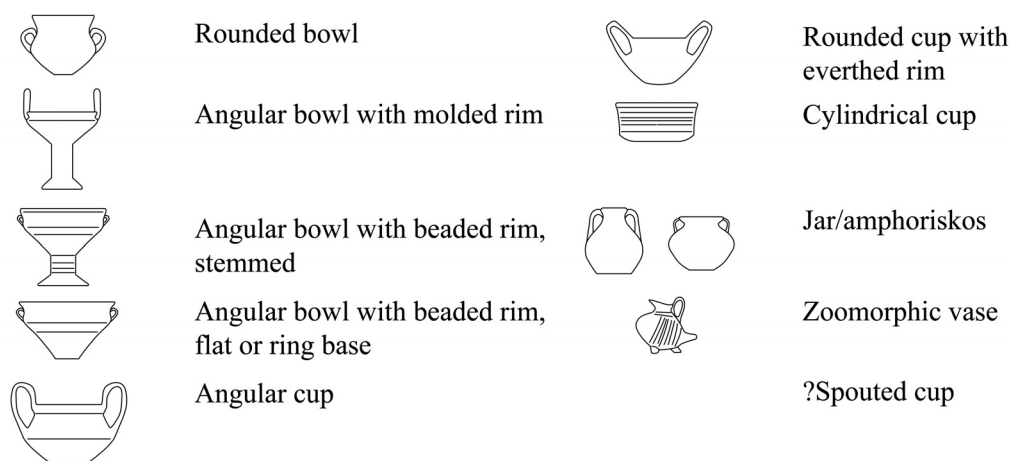 Rounded bowl
Angular bowl with molded rim
Angular bowl with beaded rim,
stemmed
Angular bowl with beaded rim,
flat or ring base
Angular cup
Rounded cup with
everthed rim
Cylindrical cup
Jar/amphoriskos
Zoomorphic vase
?Spouted cup